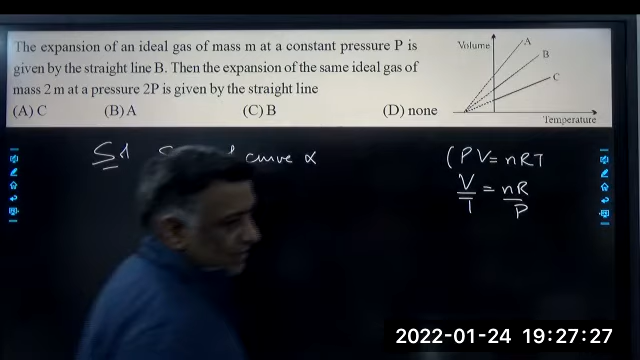 The expansion of an ideal gas of mass m at a constant pressure P is
given by the straight line B. Then the expansion of the same ideal gas of
mass 2 m at a pressure 2P is given by the straight line
(A) C (B) A (C) B (D) none
Volume
A
B
C
Temperature
curve α
(PV = nRT
V/T = nR/P
2022-01-24 19:27:27